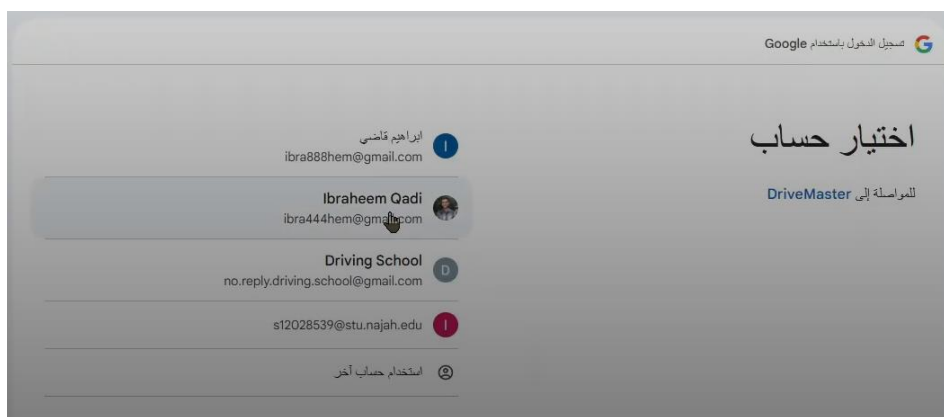 تسجيل الدخول باستخدام Google
اختيار حساب
للمواصلة إلى DriveMaster
ابراهيم قاضي
ibra888hem@gmail.com
Ibraheem Qadi
ibra444hem@gmail.com
Driving School
no.reply.driving.school@gmail.com
s12028539@stu.najah.edu
استخدام حساب آخر
I
D
I